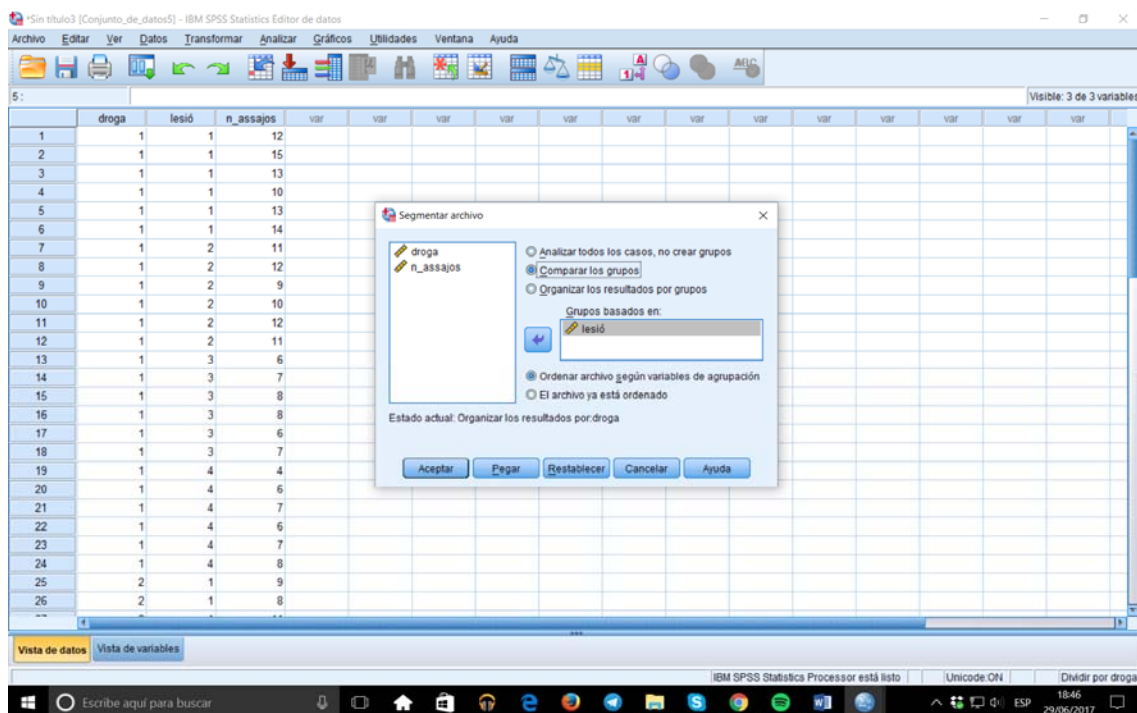 *Sin título3 [Conjunto_de_datos5] - IBM SPSS Statistics Editor de datos
Archivo Editar Ver Datos Transformar Analizar Gráficos Utilidades Ventana Ayuda
5 :
Visible: 3 de 3 variables
droga lesió n_assajos var var var var var var var var var var var var var
1 1 1 12
2 1 1 15
3 1 1 13
4 1 1 10
5 1 1 13
6 1 1 14
7 1 2 11
8 1 2 12
9 1 2 9
10 1 2 10
11 1 2 12
12 1 2 11
13 1 3 6
14 1 3 7
15 1 3 8
16 1 3 8
17 1 3 6
18 1 3 7
19 1 4 4
20 1 4 6
21 1 4 7
22 1 4 6
23 1 4 7
24 1 4 8
25 2 1 9
26 2 1 8
Segmentar archivo
droga
n_assajos
Analizar todos los casos, no crear grupos
Comparar los grupos
Organizar los resultados por grupos
Grupos basados en:
lesió
Ordenar archivo según variables de agrupación
El archivo ya está ordenado
Estado actual: Organizar los resultados por:droga
Aceptar Pegar Restablecer Cancelar Ayuda
Vista de datos Vista de variables
IBM SPSS Statistics Processor está listo Unicode:ON Dividir por droga
Escribe aquí para buscar
ESP
18:46
29/06/2017